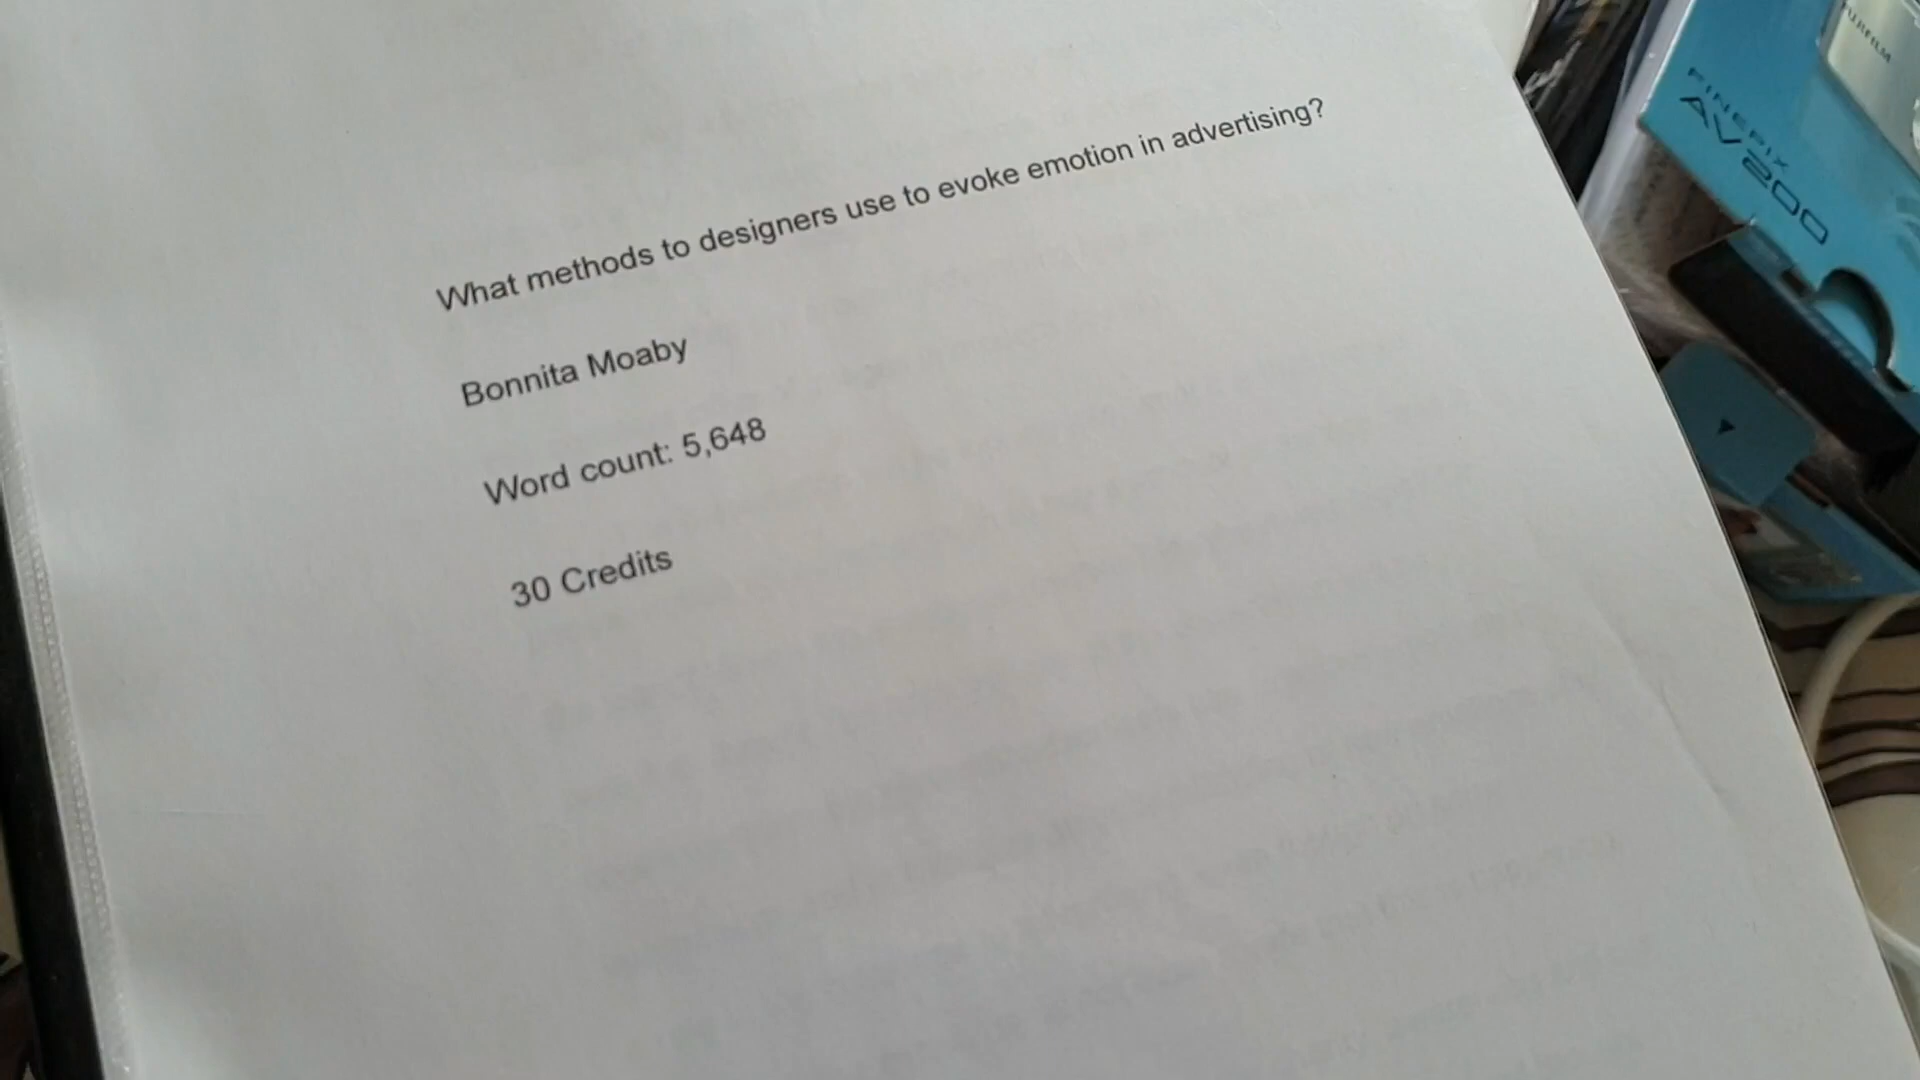 What methods to designers use to evoke emotion in advertising?
Bonnita Moaby
Word count: 5,648
30 Credits
FUJIFILM
FINEPIX
AV200